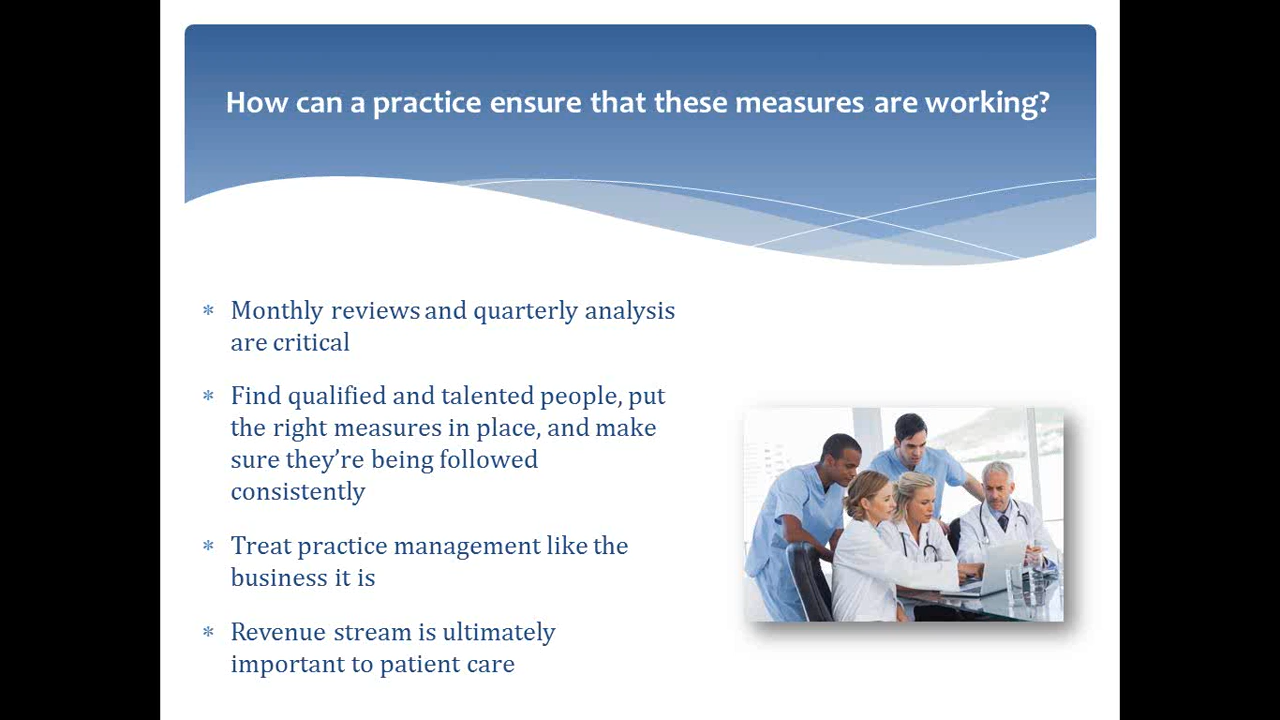 How can a practice ensure that these measures are working?
* Monthly reviews and quarterly analysis
are critical
* Find qualified and talented people, put
the right measures in place, and make
sure they’re being followed
consistently
* Treat practice management like the
business it is
* Revenue stream is ultimately
important to patient care